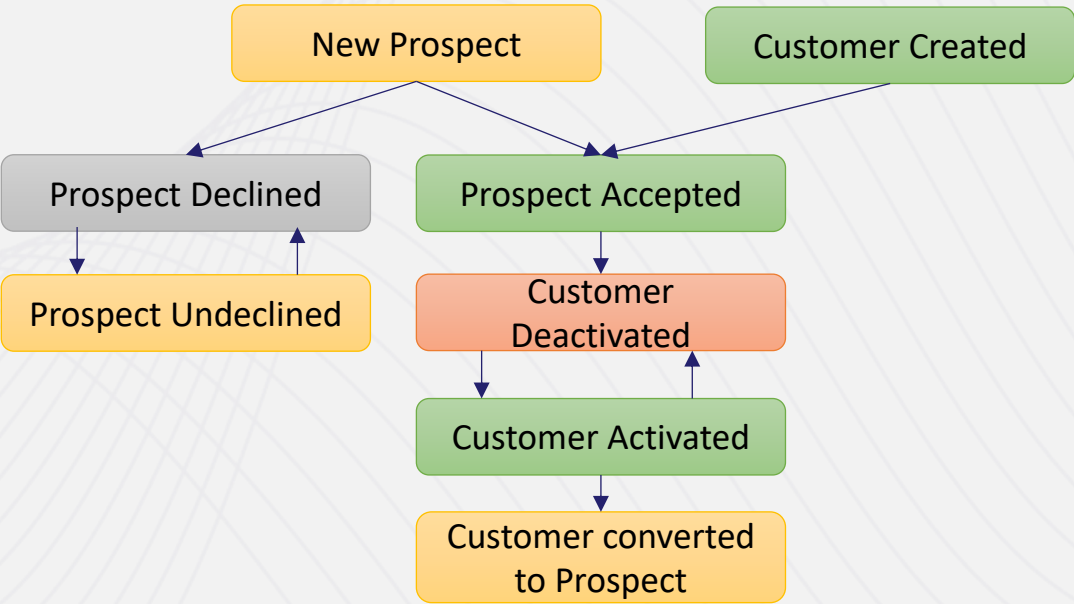 New Prospect
Customer Created
Prospect Declined
Prospect Accepted
Prospect Undeclined
Customer
Deactivated
Customer Activated
Customer converted
to Prospect